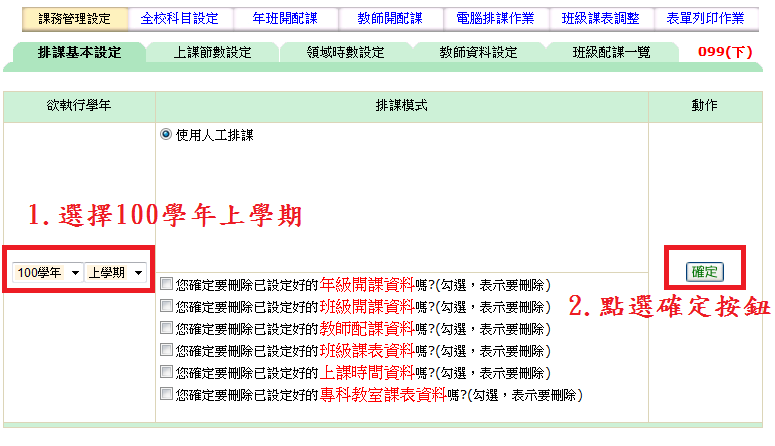 課務管理設定 全校科目設定 年班開配課 教師開配課 電腦排課作業 班級課表調整 表單列印作業
排課基本設定 上課節數設定 領域時數設定 教師資料設定 班級配課一覽 099(下)
欲執行學年 排課模式 動作
使用人工排課
1.選擇100學年上學期
100學年 上學期 確定
您確定要刪除已設定好的年級開課資料嗎?(勾選，表示要刪除)
您確定要刪除已設定好的班級開課資料嗎?(勾選，表示要刪除)
2.點選確定按鈕
您確定要刪除已設定好的教師配課資料嗎?(勾選，表示要刪除)
您確定要刪除已設定好的班級課表資料嗎?(勾選，表示要刪除)
您確定要刪除已設定好的上課時間資料嗎?(勾選，表示要刪除)
您確定要刪除已設定好的專科教室課表資料嗎?(勾選，表示要刪除)